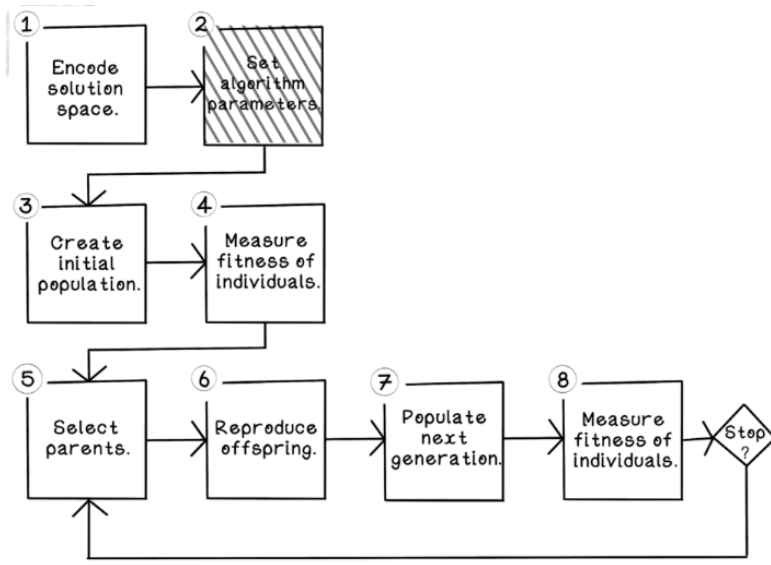 1
Encode
solution
space.
2
Set
algorithm
parameters.
3
Create
initial
population.
4
Measure
fitness of
individuals.
5
Select
parents.
6
Reproduce
offspring.
7
Populate
next
generation.
8
Measure
fitness of
individuals.
Stop
?